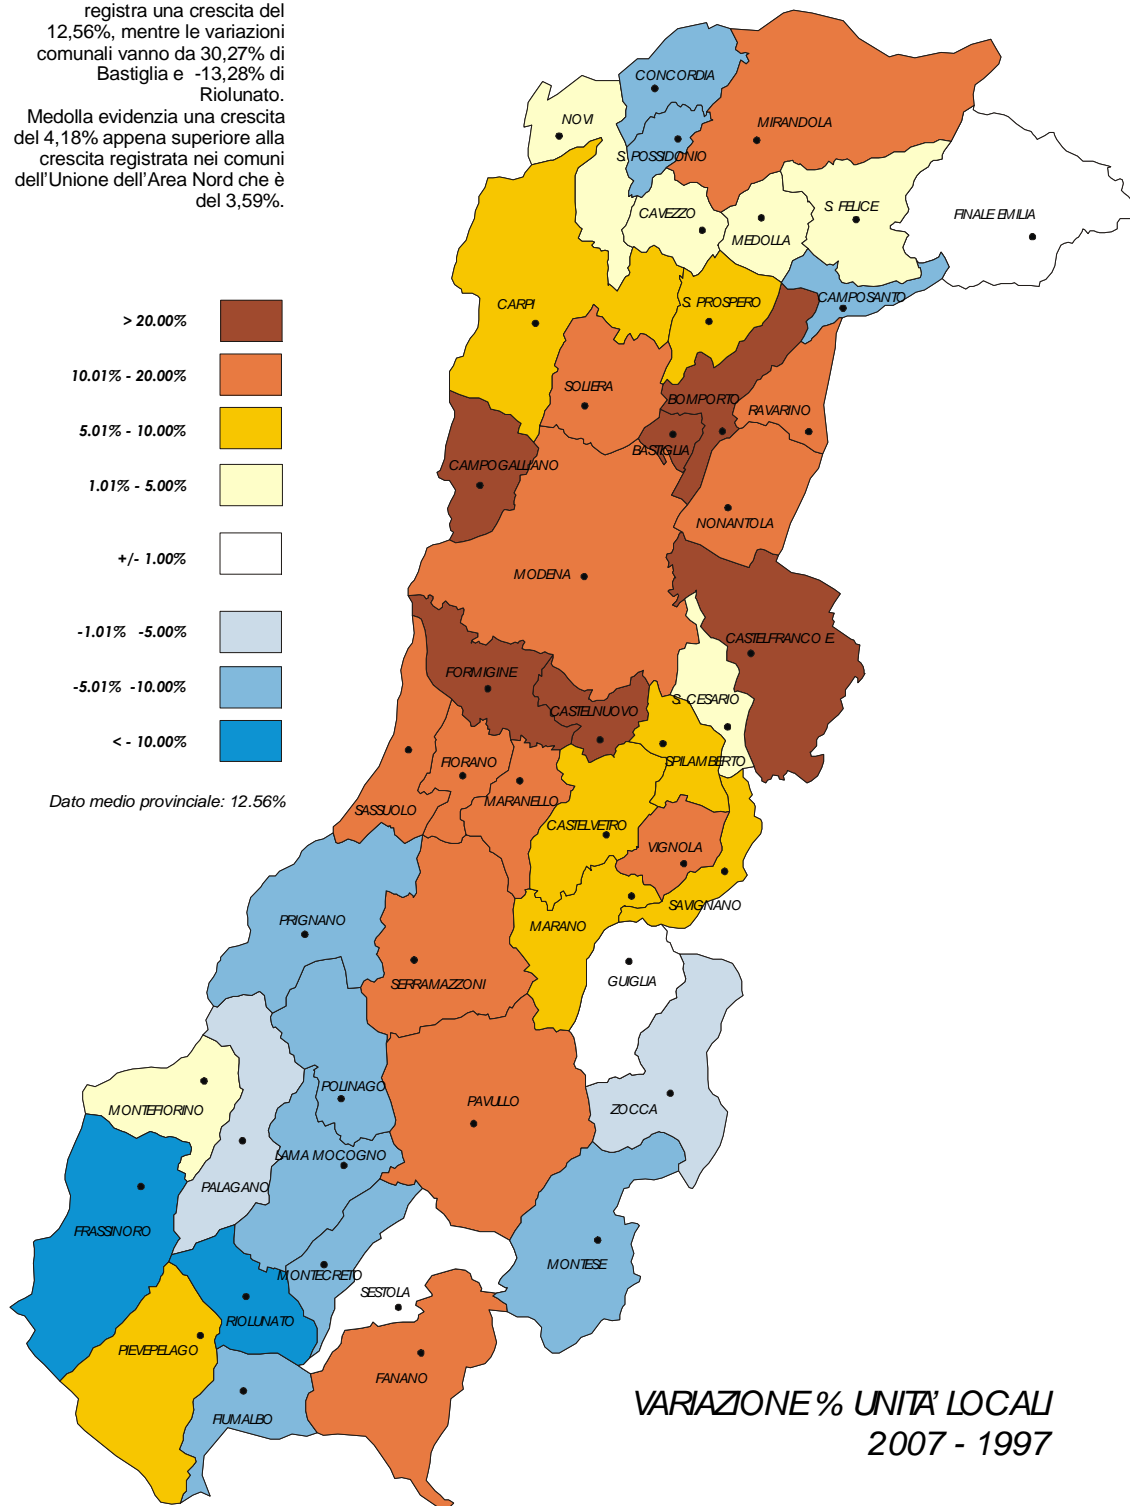 registra una crescita del
12,56%, mentre le variazioni
comunali vanno da 30,27% di
Bastiglia e -13,28% di
Riolunato.
Medolla evidenzia una crescita
del 4,18% appena superiore alla
crescita registrata nei comuni
dell'Unione dell'Area Nord che è
del 3,59%.
> 20.00%
10.01% - 20.00%
5.01% - 10.00%
1.01% - 5.00%
+/- 1.00%
-1.01% -5.00%
-5.01% -10.00%
< - 10.00%
Dato medio provinciale: 12.56%
CONCORDIA
NOVI
MIRANDOLA
S. POSSIDONIO
CAVEZZO
MEDOLLA
S. FELICE
FINALE EMILIA
CARPI
S. PROSPERO
CAMPOSANTO
SOLIERA
BOMPORTO
RAVARINO
BASTIGLIA
CAMPOGALLIANO
NONANTOLA
MODENA
CASTELFRANCO E.
FORMIGINE
S. CESARIO
CASTELNUOVO
FIORANO
SPILAMBERTO
SASSUOLO
MARANELLO
CASTELVETRO
VIGNOLA
SAVIGNANO
PRIGNANO
MARANO
SERRAMAZZONI
GUIGLIA
POLINAGO
MONTEFIORINO
PAVULLO
ZOCCA
LAMA MOCOGNO
PALAGANO
FRASSINORO
MONTECRETO
MONTESE
SESTOLA
RIOLUNATO
PIEVEPELAGO
FANANO
FIUMALBO
VARIAZIONE % UNITA' LOCALI
2007 - 1997